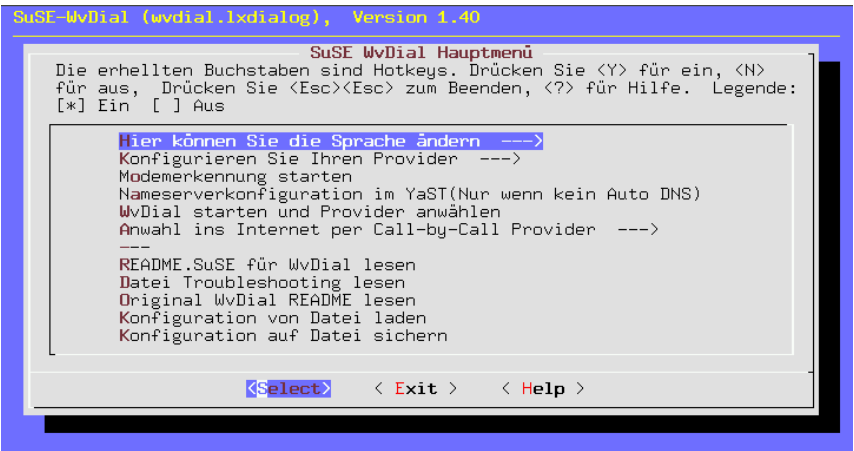 SuSE-WvDial (wvdial.lxdialog), Version 1.40
SuSE WvDial Hauptmenü
Die erhellten Buchstaben sind Hotkeys. Drücken Sie <Y> für ein, <N>
für aus, Drücken Sie <Esc><Esc> zum Beenden, <?> für Hilfe. Legende:
[*] Ein [ ] Aus
Hier können Sie die Sprache ändern --->
Konfigurieren Sie Ihren Provider --->
Modemerkennung starten
Nameserverkonfiguration im YaST(Nur wenn kein Auto DNS)
WvDial starten und Provider anwählen
Anwahl ins Internet per Call-by-Call Provider --->
---
README.SuSE für WvDial lesen
Datei Troubleshooting lesen
Original WvDial README lesen
Konfiguration von Datei laden
Konfiguration auf Datei sichern
<Select> < Exit > < Help >